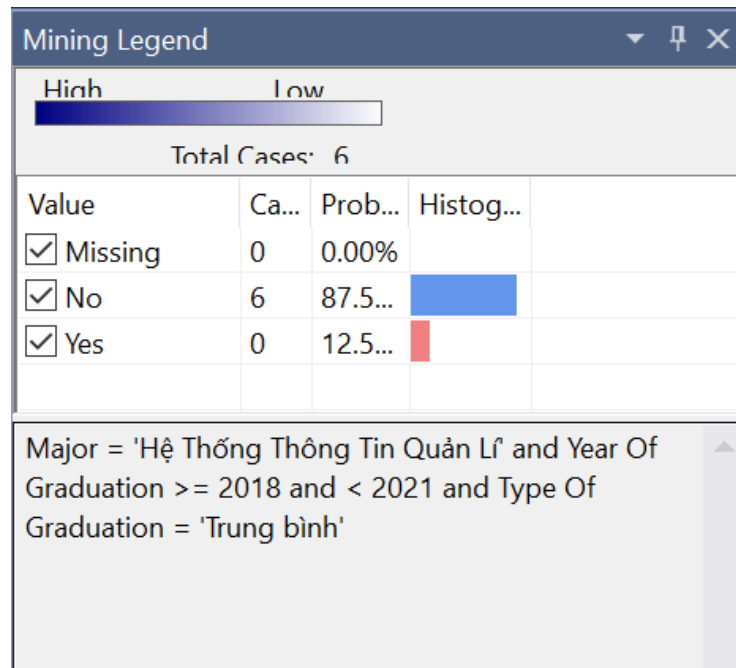 Mining Legend
High Low
Total Cases: 6
Value Ca... Prob... Histog...
Missing 0 0.00%
No 6 87.5...
Yes 0 12.5...
Major = 'Hệ Thống Thông Tin Quản Lí' and Year Of
Graduation >= 2018 and < 2021 and Type Of
Graduation = 'Trung bình'